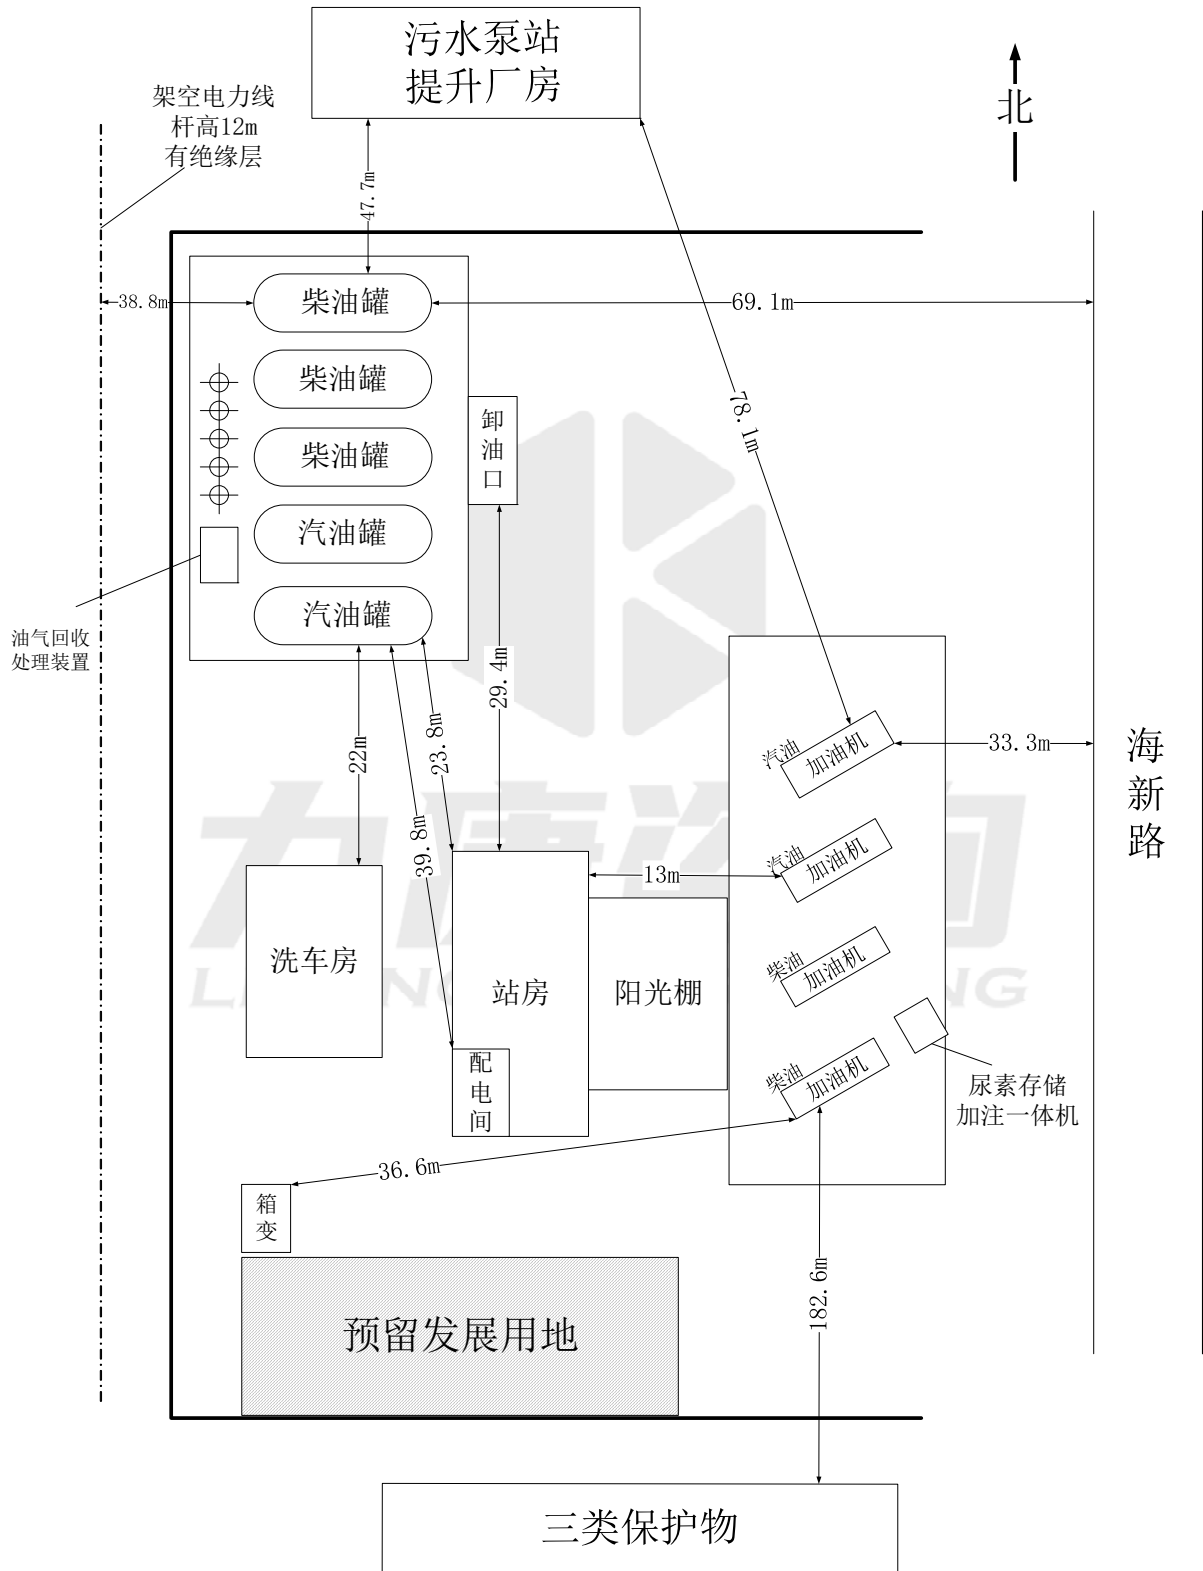 污水泵站
提升厂房
北
架空电力线
杆高12m
有绝缘层
47.7m
38.8m
柴油罐
69.1m
柴油罐
78.1m
卸油口
柴油罐
汽油罐
汽油罐
油气回收
处理装置
29.4m
22m
23.8m
39.8m
汽油
加油机
33.3m
海新路
汽油
加油机
13m
洗车房
站房
阳光棚
柴油
加油机
配电间
柴油
加油机
尿素存储
加注一体机
36.6m
箱变
182.6m
预留发展用地
三类保护物